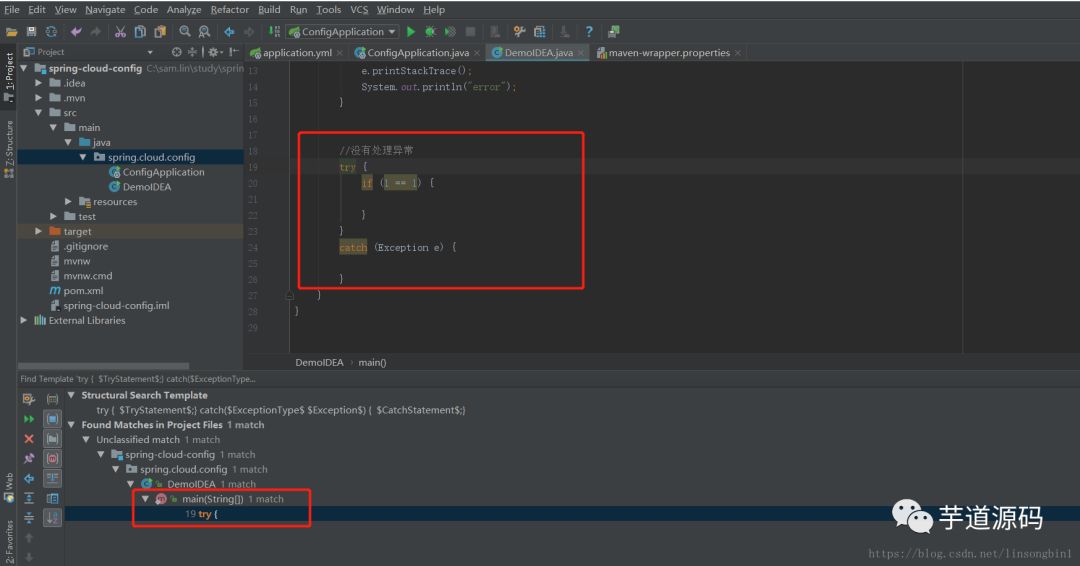 File Edit View Navigate Code Analyze Refactor Build Run Tools VCS Window Help
ConfigApplication
Project
application.yml ConfigApplication.java DemoIDEA.java maven-wrapper.properties
1: Project
Z: Structure
Web
2: Favorites
spring-cloud-config C:\sam.lin\study\sprin
.idea
.mvn
src
main
java
spring.cloud.config
ConfigApplication
DemoIDEA
resources
test
target
.gitignore
mvnw
mvnw.cmd
pom.xml
spring-cloud-config.iml
External Libraries
13 e.printStackTrace();
14 System.out.println("error");
15 }
16
17
18 //没有处理异常
19 try {
20 if (1 == 1) {
21
22 }
23 }
24 catch (Exception e) {
25
26 }
27 }
28 }
29
DemoIDEA › main()
Find Template 'try { $TryStatement$;} catch($ExceptionType...
Structural Search Template
try { $TryStatement$;} catch($ExceptionType$ $Exception$) { $CatchStatement$;}
Found Matches in Project Files 1 match
Unclassified match 1 match
spring-cloud-config 1 match
spring.cloud.config 1 match
DemoIDEA 1 match
main(String[]) 1 match
19 try {
芋道源码
https://blog.csdn.net/linsongbin1